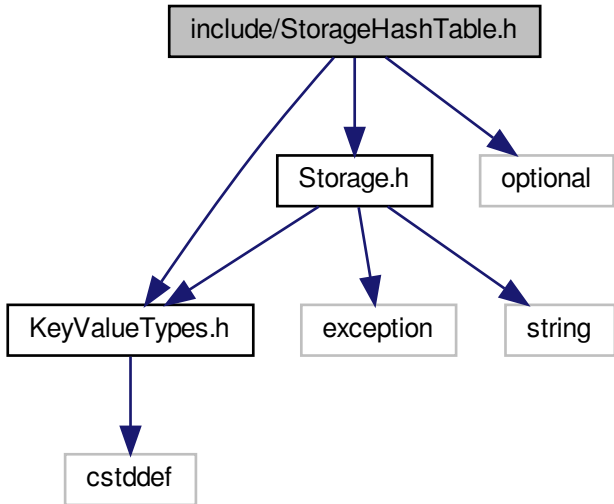 include/StorageHashTable.h
Storage.h
optional
KeyValueTypes.h
exception
string
cstddef